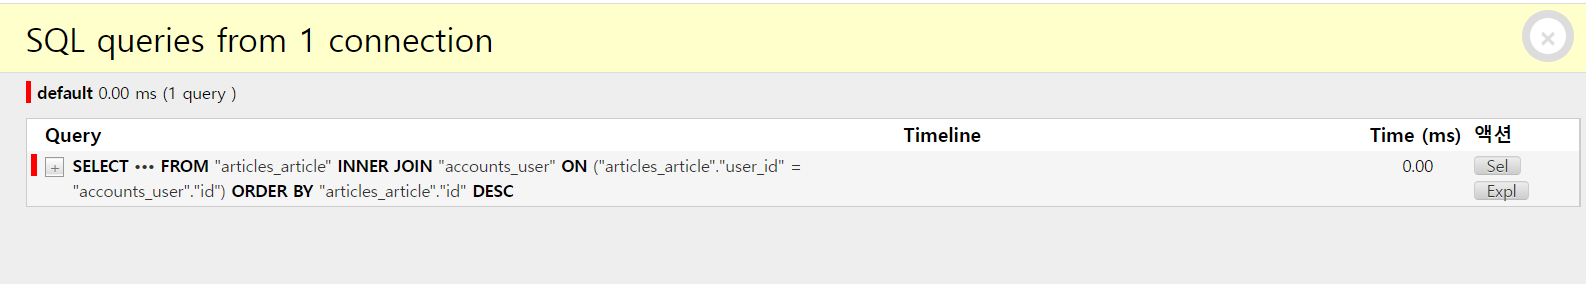 SQL queries from 1 connection
×
default 0.00 ms (1 query )
Query Timeline Time (ms) 액션
+ SELECT ••• FROM "articles_article" INNER JOIN "accounts_user" ON ("articles_article"."user_id" = 0.00 Sel
"accounts_user"."id") ORDER BY "articles_article"."id" DESC Expl